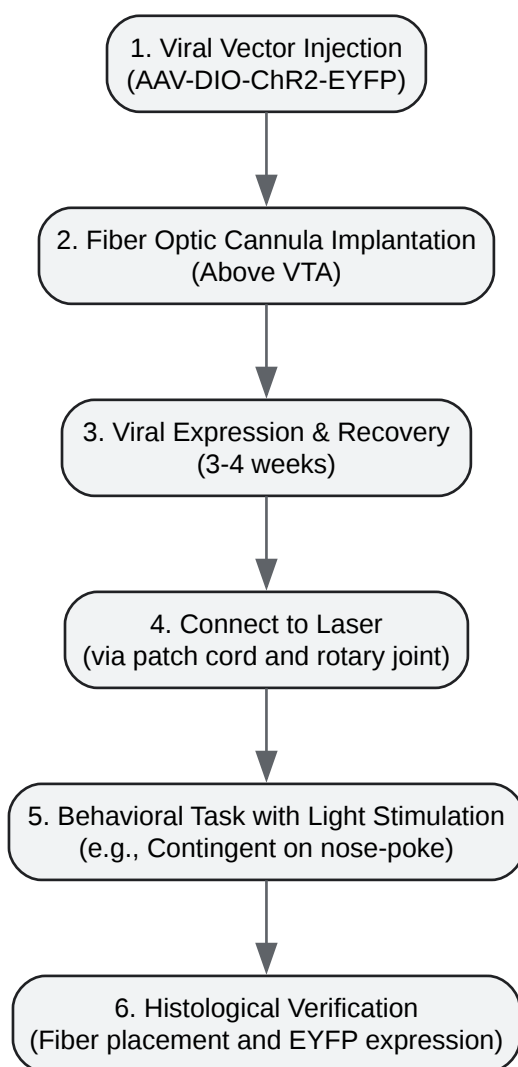 1. Viral Vector Injection
(AAV-DIO-ChR2-EYFP)
2. Fiber Optic Cannula Implantation
(Above VTA)
3. Viral Expression & Recovery
(3-4 weeks)
4. Connect to Laser
(via patch cord and rotary joint)
5. Behavioral Task with Light Stimulation
(e.g., Contingent on nose-poke)
6. Histological Verification
(Fiber placement and EYFP expression)